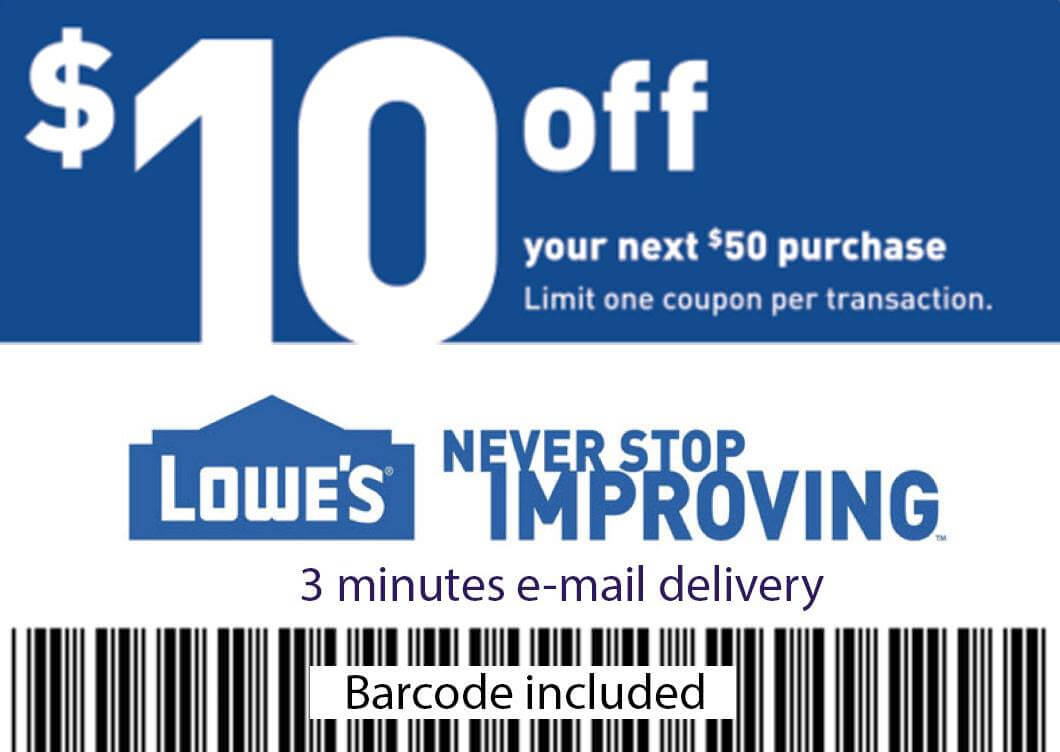 $10 off
your next $50 purchase
Limit one coupon per transaction.
LOWE'S®
NEVER STOP
IMPROVING™
3 minutes e-mail delivery
Barcode included